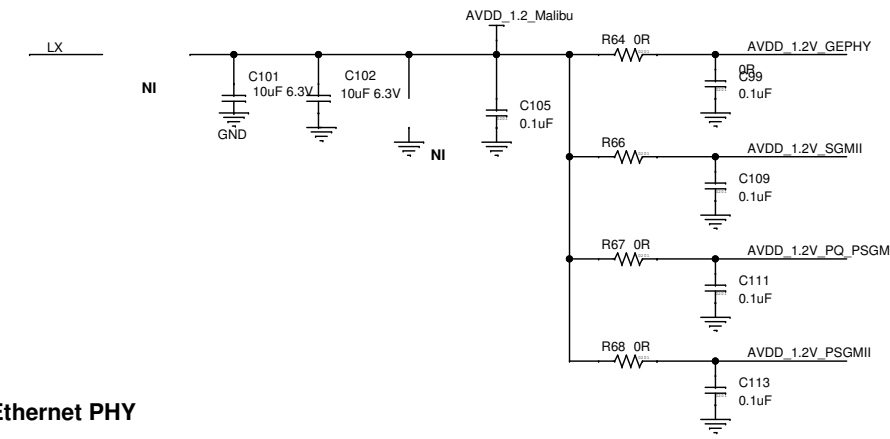 AVDD_1.2_Malibu
LX
R64 0R
AVDD_1.2V_GEPHY
0R
C99
0.1uF
C101
10uF 6.3V
C102
10uF 6.3V
NI
GND
NI
C105
0.1uF
R66
AVDD_1.2V_SGMII
C109
0.1uF
R67 0R
AVDD_1.2V_PQ_PSGM
C111
0.1uF
R68 0R
AVDD_1.2V_PSGMII
C113
0.1uF
Ethernet PHY